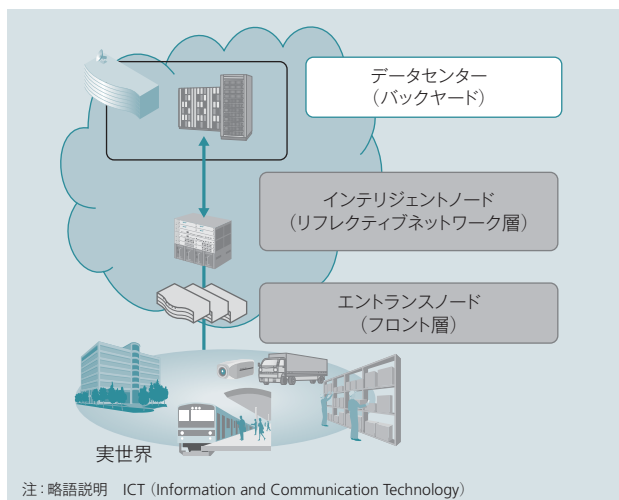 データセンター
（バックヤード）
インテリジェントノード
（リフレクティブネットワーク層）
エントランスノード
（フロント層）
実世界
注：略語説明　ICT（Information and Communication Technology）